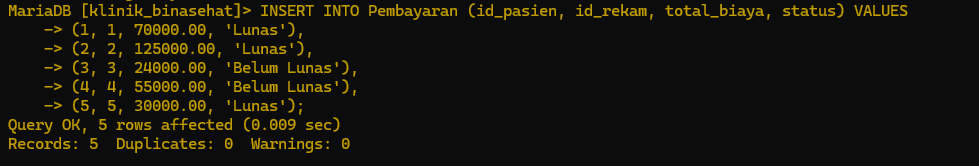 MariaDB [klinik_binasehat]> INSERT INTO Pembayaran (id_pasien, id_rekam, total_biaya, status) VALUES
    -> (1, 1, 70000.00, 'Lunas'),
    -> (2, 2, 125000.00, 'Lunas'),
    -> (3, 3, 24000.00, 'Belum Lunas'),
    -> (4, 4, 55000.00, 'Belum Lunas'),
    -> (5, 5, 30000.00, 'Lunas');
Query OK, 5 rows affected (0.009 sec)
Records: 5  Duplicates: 0  Warnings: 0